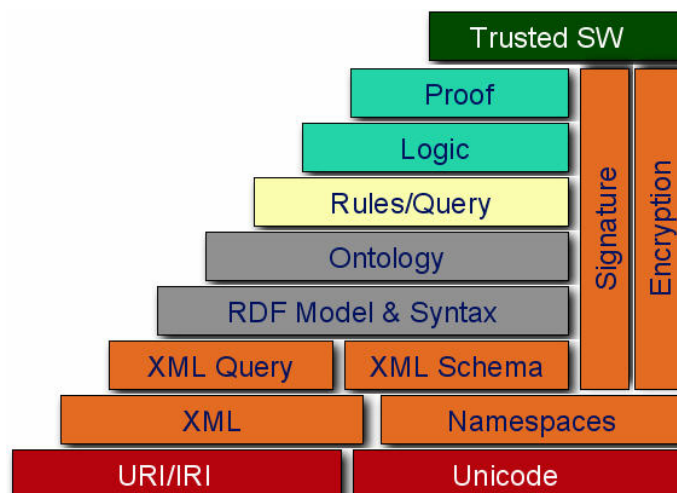 Trusted SW
Proof
Logic
Rules/Query
Ontology
RDF Model & Syntax
Signature
Encryption
XML Query
XML Schema
XML
Namespaces
URI/IRI
Unicode